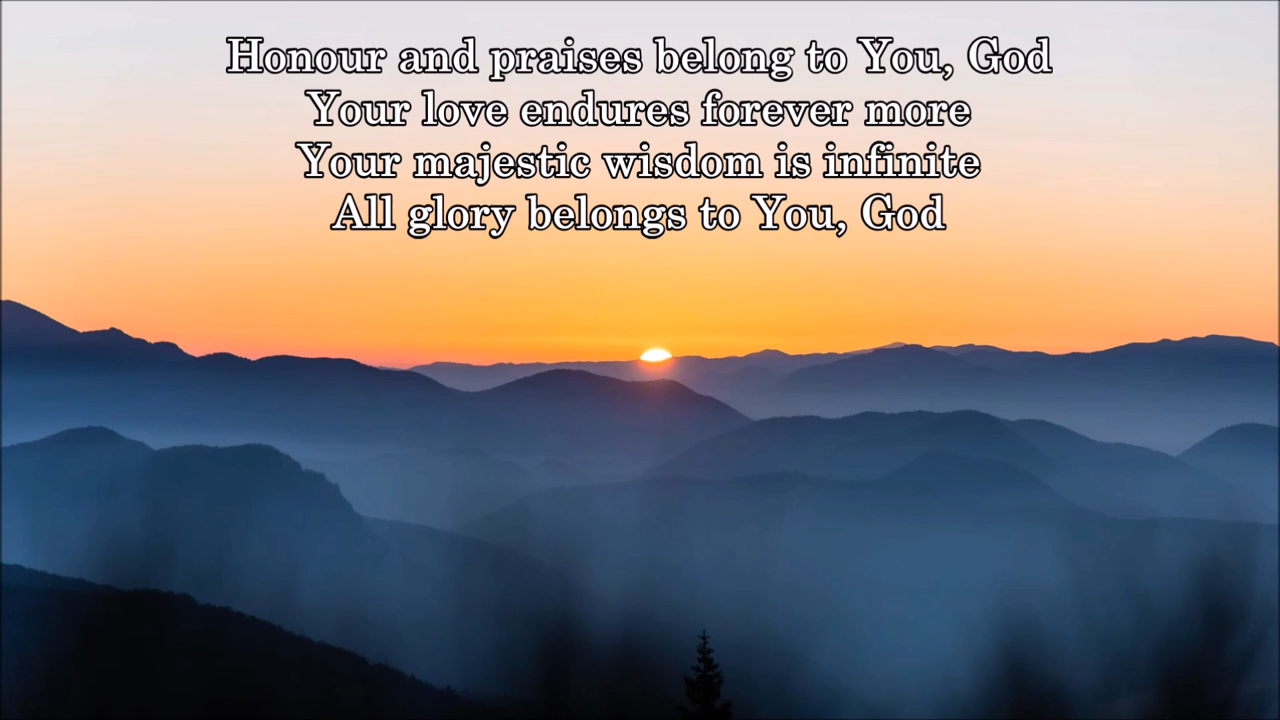 Honour and praises belong to You, God
Your love endures forever more
Your majestic wisdom is infinite
All glory belongs to You, God